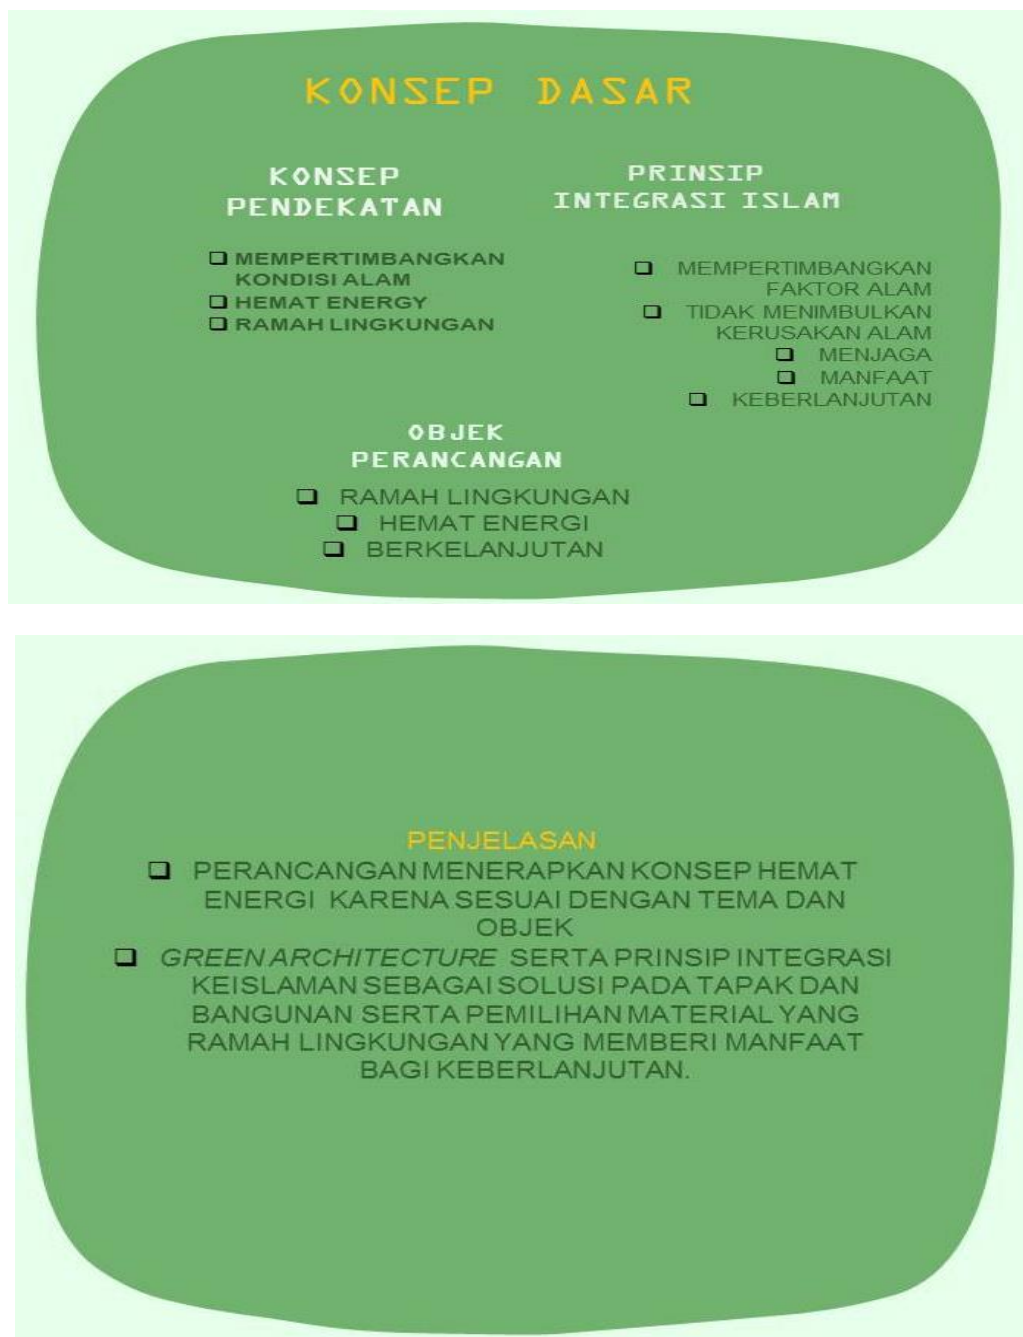 KONSEP DASAR
KONSEP
PENDEKATAN
MEMPERTIMBANGKAN
KONDISI ALAM
HEMAT ENERGY
RAMAH LINGKUNGAN
PRINSIP
INTEGRASI ISLAM
MEMPERTIMBANGKAN
FAKTOR ALAM
TIDAK MENIMBULKAN
KERUSAKAN ALAM
MENJAGA
MANFAAT
KEBERLANJUTAN
OBJEK
PERANCANGAN
RAMAH LINGKUNGAN
HEMAT ENERGI
BERKELANJUTAN
PENJELASAN
PERANCANGAN MENERAPKAN KONSEP HEMAT
ENERGI KARENA SESUAI DENGAN TEMA DAN
OBJEK
GREEN ARCHITECTURE SERTA PRINSIP INTEGRASI
KEISLAMAN SEBAGAI SOLUSI PADA TAPAK DAN
BANGUNAN SERTA PEMILIHAN MATERIAL YANG
RAMAH LINGKUNGAN YANG MEMBERI MANFAAT
BAGI KEBERLANJUTAN.